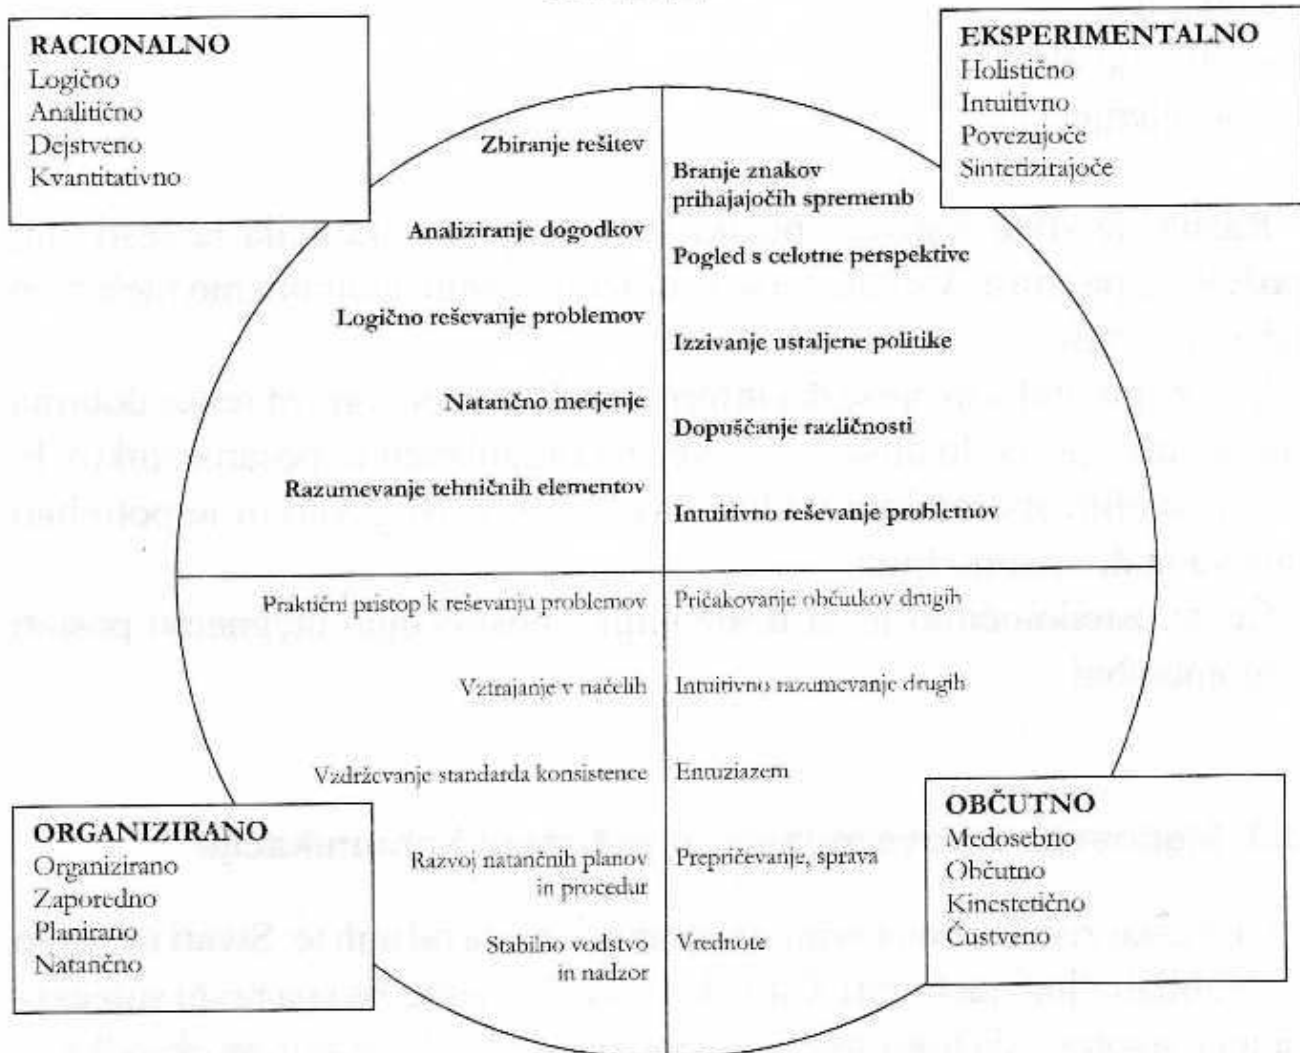 RACIONALNO
Logično
Analitično
Dejstveno
Kvantitativno
EKSPERIMENTALNO
Holistično
Intuitivno
Povezujoče
Sintetizirajoče
Zbiranje rešitev
Analiziranje dogodkov
Logično reševanje problemov
Natančno merjenje
Razumevanje tehničnih elementov
Branje znakov
prihajajočih sprememb
Pogled s celotne perspektive
Izzivanje ustaljene politike
Dopuščanje različnosti
Intuitivno reševanje problemov
Praktični pristop k reševanju problemov
Vztrajanje v načelih
Vzdrževanje standarda konsistence
Razvoj natančnih planov
in procedur
Stabilno vodstvo
in nadzor
Pričakovanje občutkov drugih
Intuitivno razumevanje drugih
Entuziazem
Prepričevanje, sprava
Vrednote
ORGANIZIRANO
Organizirano
Zaporedno
Planirano
Natančno
OBČUTNO
Medosebno
Občutno
Kinestetično
Čustveno